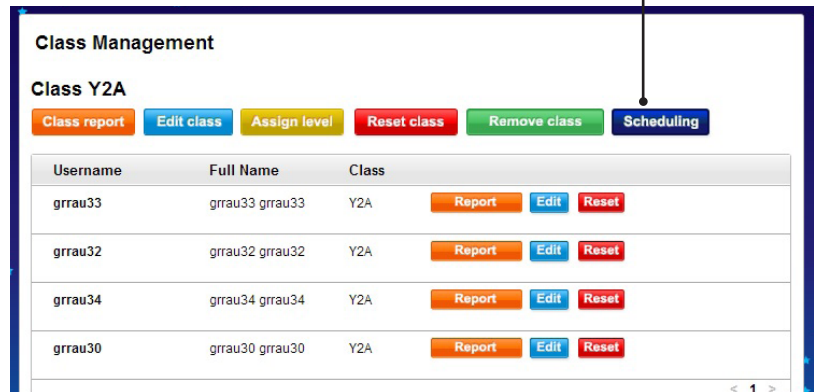 Class Management
Class Y2A
Class report Edit class Assign level Reset class Remove class Scheduling
Username Full Name Class
grrau33 grrau33 grrau33 Y2A Report Edit Reset
grrau32 grrau32 grrau32 Y2A Report Edit Reset
grrau34 grrau34 grrau34 Y2A Report Edit Reset
grrau30 grrau30 grrau30 Y2A Report Edit Reset
< 1 >